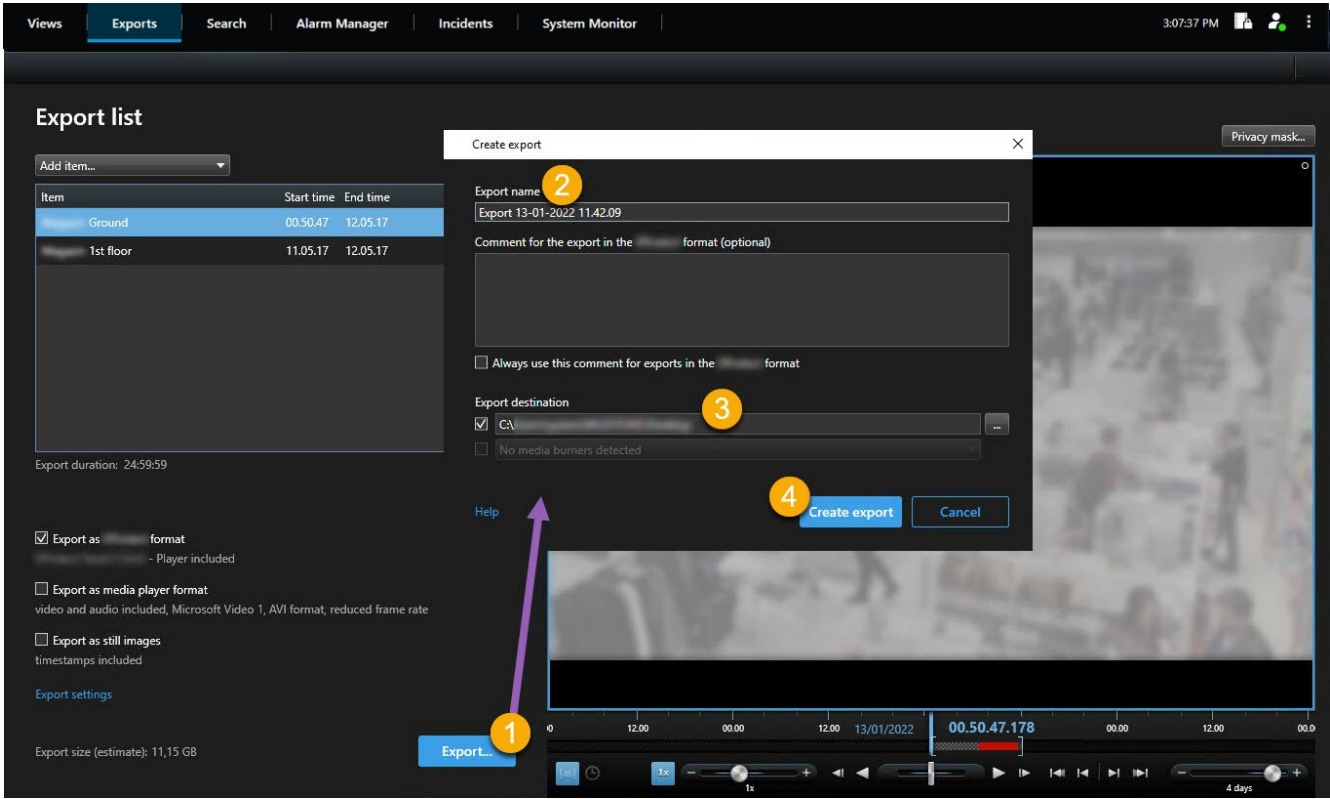 Views Exports Search Alarm Manager Incidents System Monitor 3:07:37 PM
Export list
Privacy mask...
Add item...
Item Start time End time
Ground 00.50.47 12.05.17
1st floor 11.05.17 12.05.17
Export duration: 24:59:59
Export as format
- Player included
Export as media player format
video and audio included, Microsoft Video 1, AVI format, reduced frame rate
Export as still images
timestamps included
Export settings
Export size (estimate): 11,15 GB
Export...
1
Create export
Export name
2
Export 13-01-2022 11.42.09
Comment for the export in the format (optional)
Always use this comment for exports in the format
Export destination
3
C:\
...
No media burners detected
Help
4
Create export
Cancel
12.00 00.00 12.00 13/01/2022 00.50.47.178 00.00 12.00 00.0
1x
1x
4 days